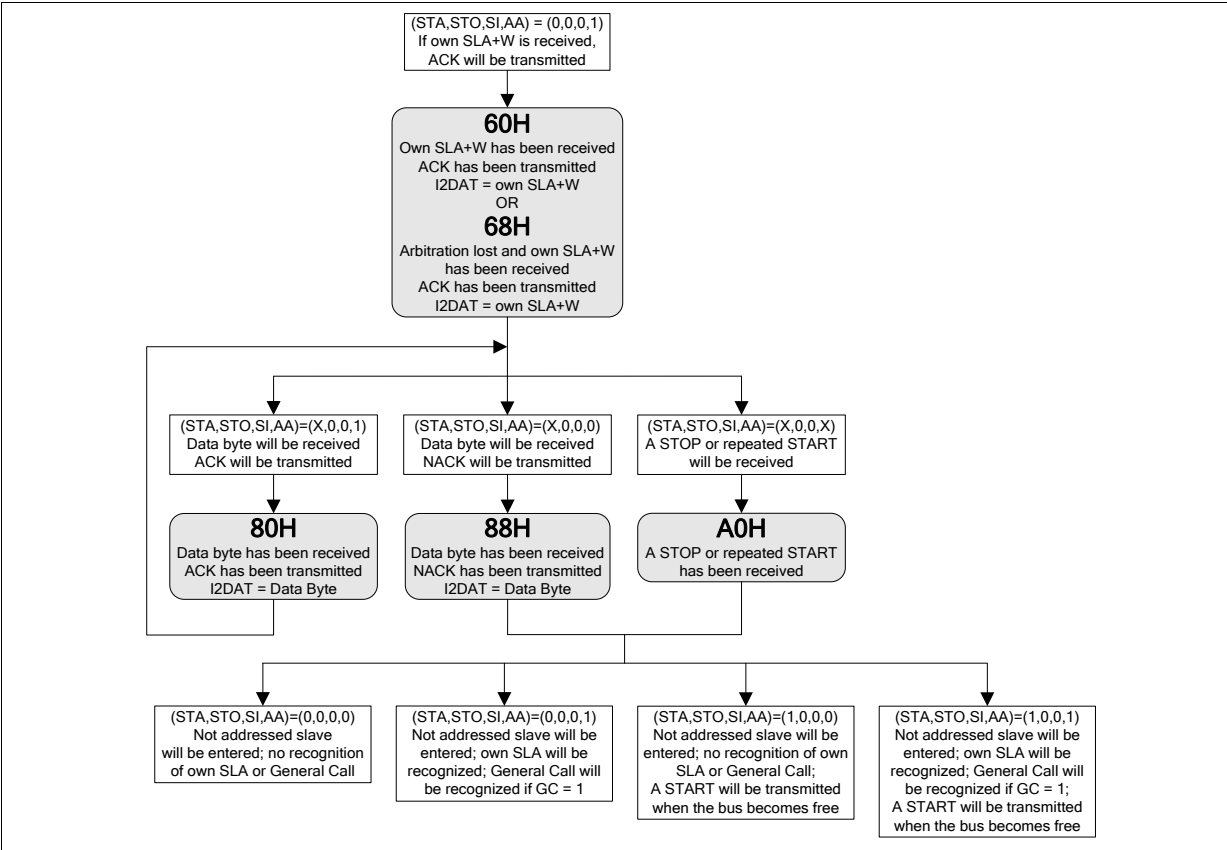 (STA,STO,SI,AA) = (0,0,0,1)
If own SLA+W is received,
ACK will be transmitted
60H
Own SLA+W has been received
ACK has been transmitted
I2DAT = own SLA+W
OR
68H
Arbitration lost and own SLA+W
has been received
ACK has been transmitted
I2DAT = own SLA+W
(STA,STO,SI,AA)=(X,0,0,1)
Data byte will be received
ACK will be transmitted
(STA,STO,SI,AA)=(X,0,0,0)
Data byte will be received
NACK will be transmitted
(STA,STO,SI,AA)=(X,0,0,X)
A STOP or repeated START
will be received
80H
Data byte has been received
ACK has been transmitted
I2DAT = Data Byte
88H
Data byte has been received
NACK has been transmitted
I2DAT = Data Byte
A0H
A STOP or repeated START
has been received
(STA,STO,SI,AA)=(0,0,0,0)
Not addressed slave
will be entered; no recognition
of own SLA or General Call
(STA,STO,SI,AA)=(0,0,0,1)
Not addressed slave will be
entered; own SLA will be
recognized; General Call will
be recognized if GC = 1
(STA,STO,SI,AA)=(1,0,0,0)
Not addressed slave will be
entered; no recognition of own
SLA or General Call;
A START will be transmitted
when the bus becomes free
(STA,STO,SI,AA)=(1,0,0,1)
Not addressed slave will be
entered; own SLA will be
recognized; General Call will
be recognized if GC = 1;
A START will be transmitted
when the bus becomes free